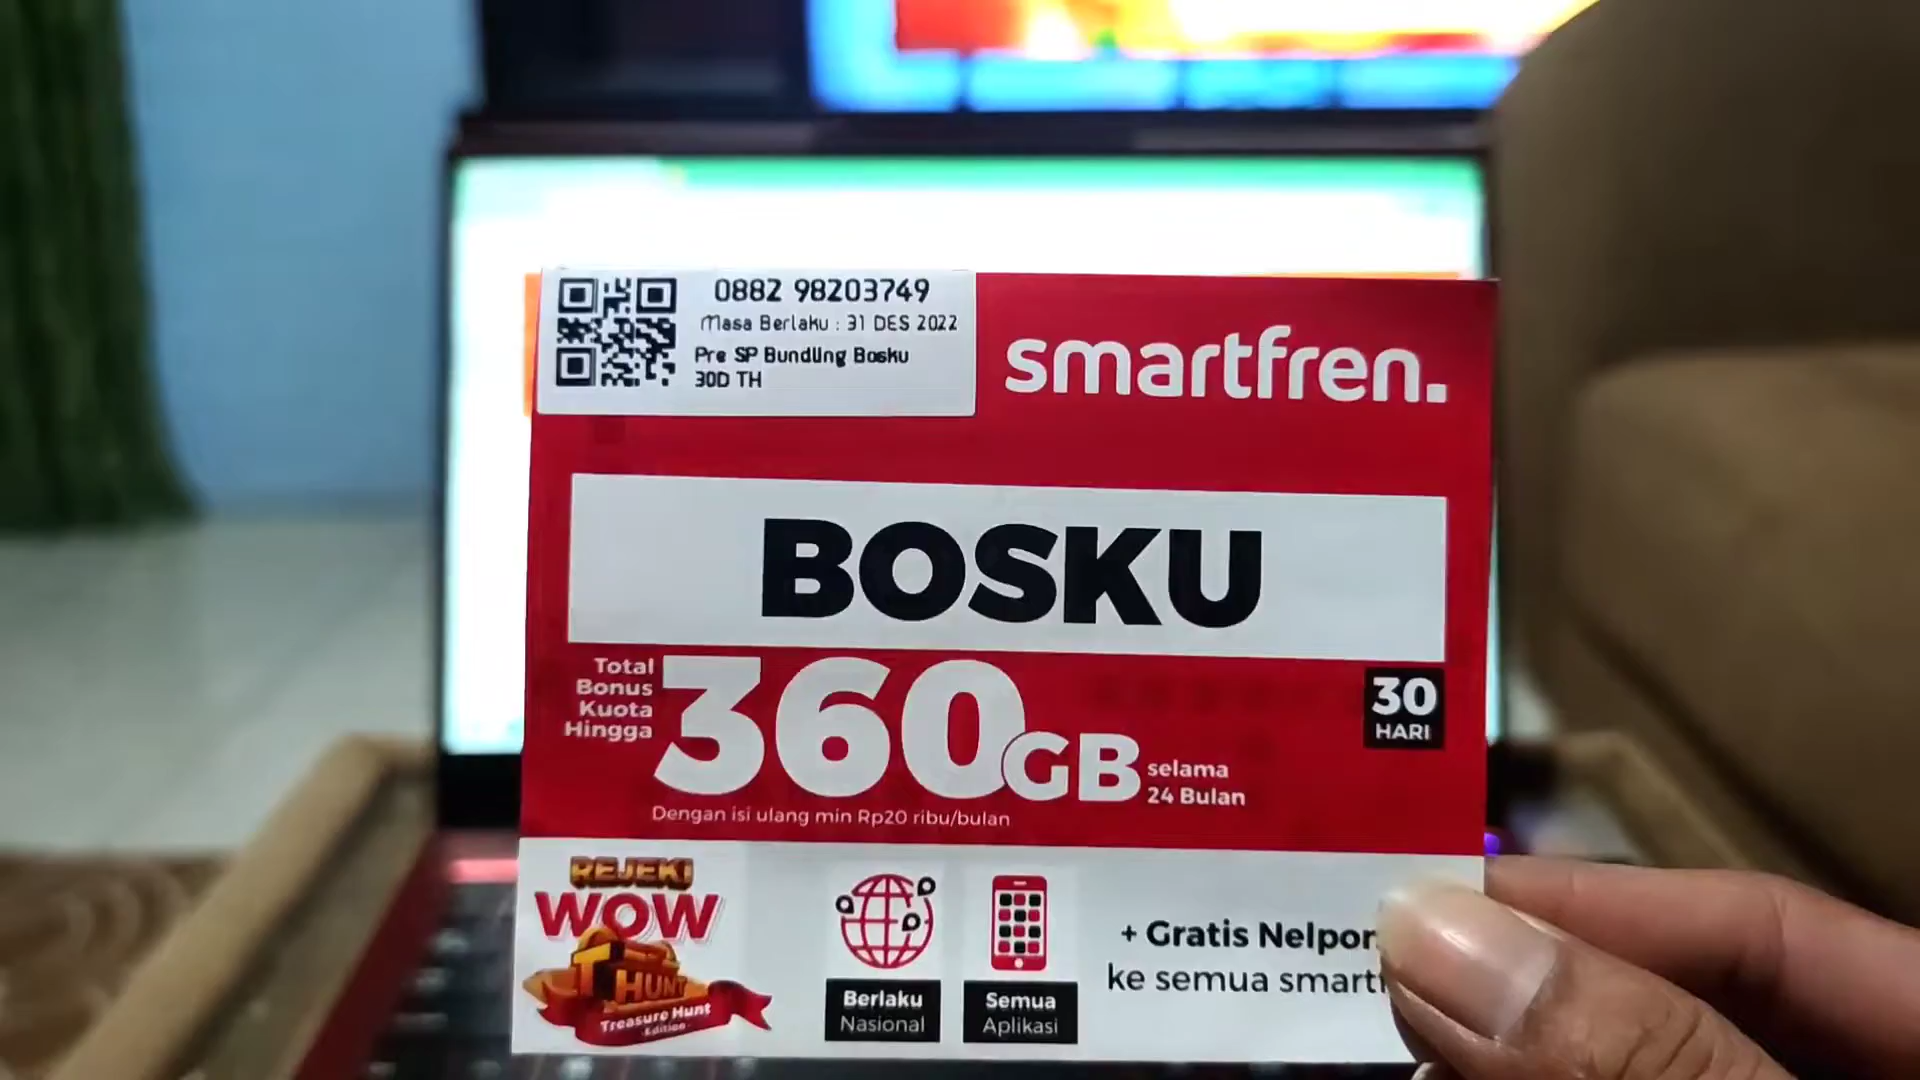 0882 98203749
Masa Berlaku : 31 DES 2022
Pre SP Bundling Bosku
30D TH
smartfren.
BOSKU
Total
Bonus
Kuota
Hingga
360GB
selama
24 Bulan
30
HARI
Dengan isi ulang min Rp20 ribu/bulan
REJEKI
WOW
HUNT
Treasure Hunt
-Edition-
Berlaku
Nasional
Semua
Aplikasi
+ Gratis Nelpon
ke semua